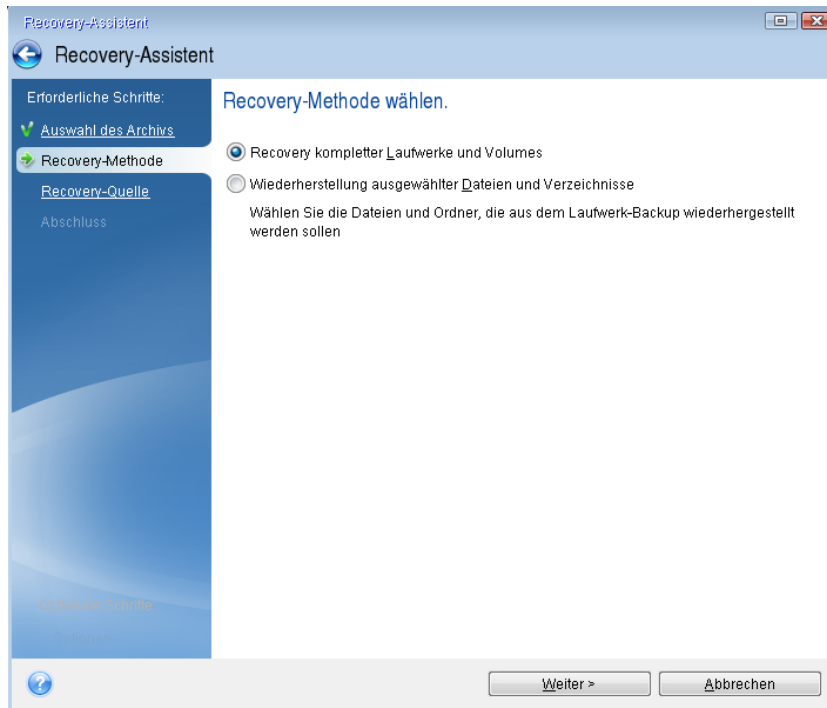 Recovery-Assistent
Recovery-Assistent
Erforderliche Schritte:
Auswahl des Archivs
Recovery-Methode
Recovery-Quelle
Abschluss
Recovery-Methode wählen.
Recovery kompletter Laufwerke und Volumes
Wiederherstellung ausgewählter Dateien und Verzeichnisse
Wählen Sie die Dateien und Ordner, die aus dem Laufwerk-Backup wiederhergestellt
werden sollen
Schritte:
Weiter >
Abbrechen